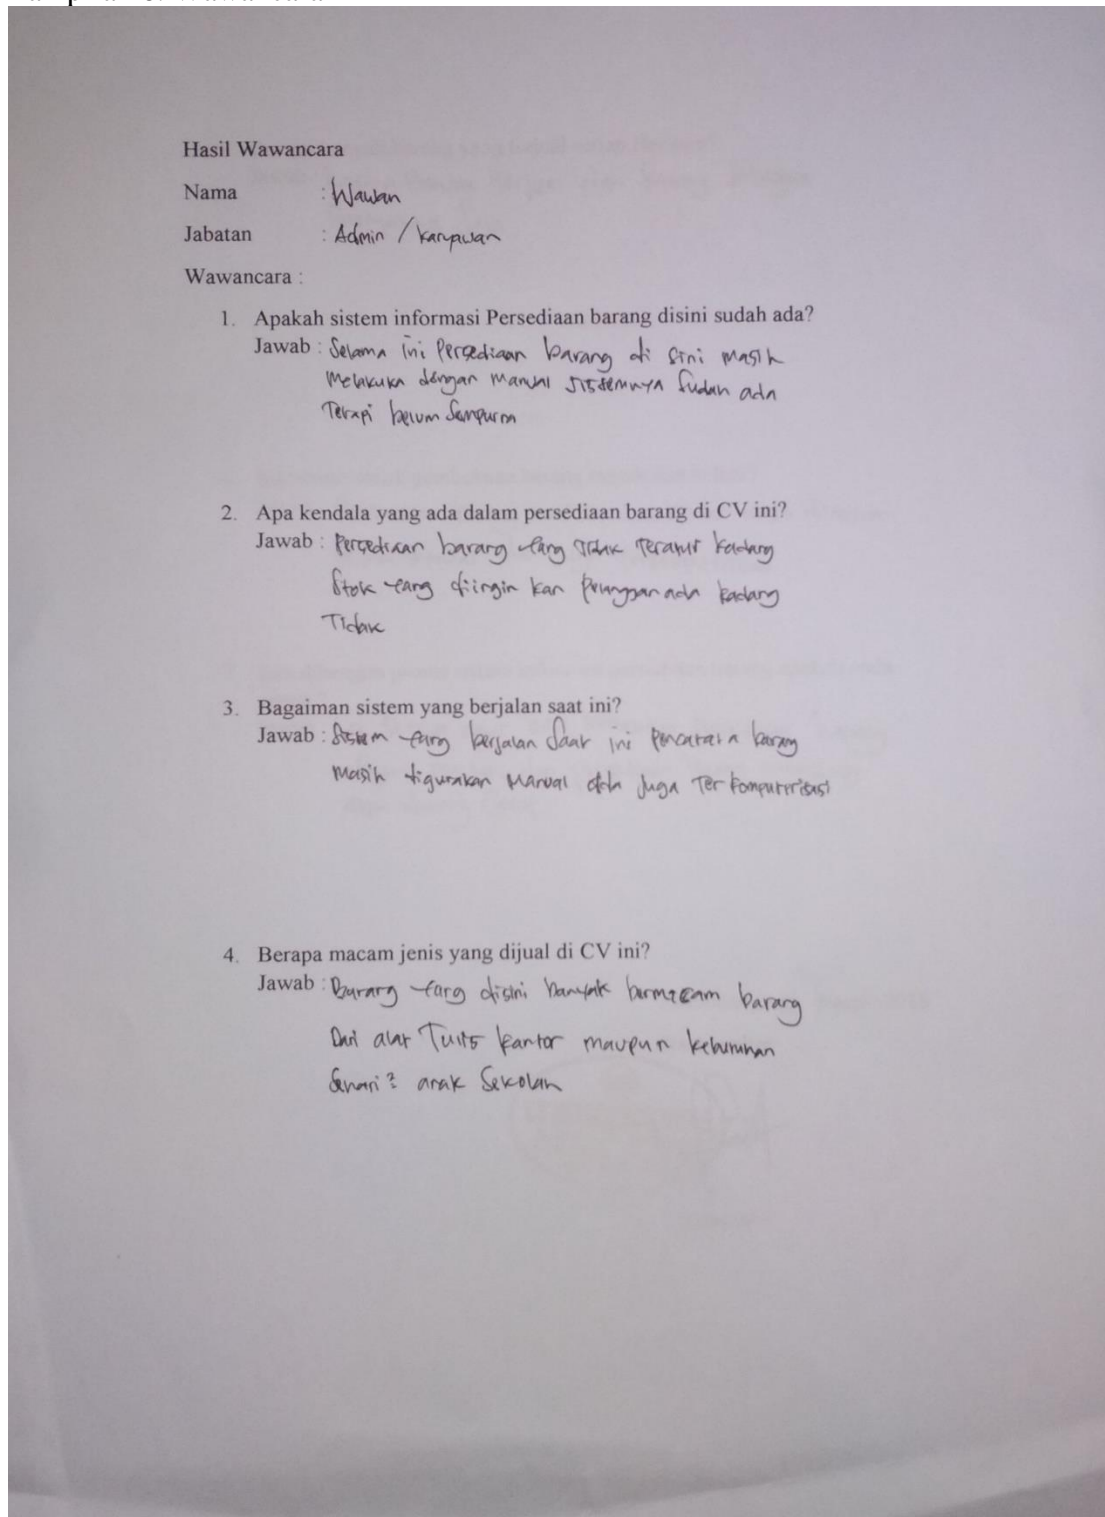 Hasil Wawancara
Nama : Wawan
Jabatan : Admin / karyawan
Wawancara :
1. Apakah sistem informasi Persediaan barang disini sudah ada?
Jawab : Selama ini Persediaan barang di sini masih
Melakukn dengan manual sistemnya sudah ada
Tetapi belum sempurn
2. Apa kendala yang ada dalam persediaan barang di CV ini?
Jawab : Persediaan barang yang tidak teratur kadang
Stok yang diingin kan pelanggan ada kadang
Tidak
3. Bagaiman sistem yang berjalan saat ini?
Jawab : Sistem yang berjalan Saat ini Pencatata barang
masih digunakan manual juga Ter komputerisasi
4. Berapa macam jenis yang dijual di CV ini?
Jawab : Barang yang disini banyak bermacam barang
Dari alat Tulis kantor maupun kebutuhan
Sehari2 anak Sekolah